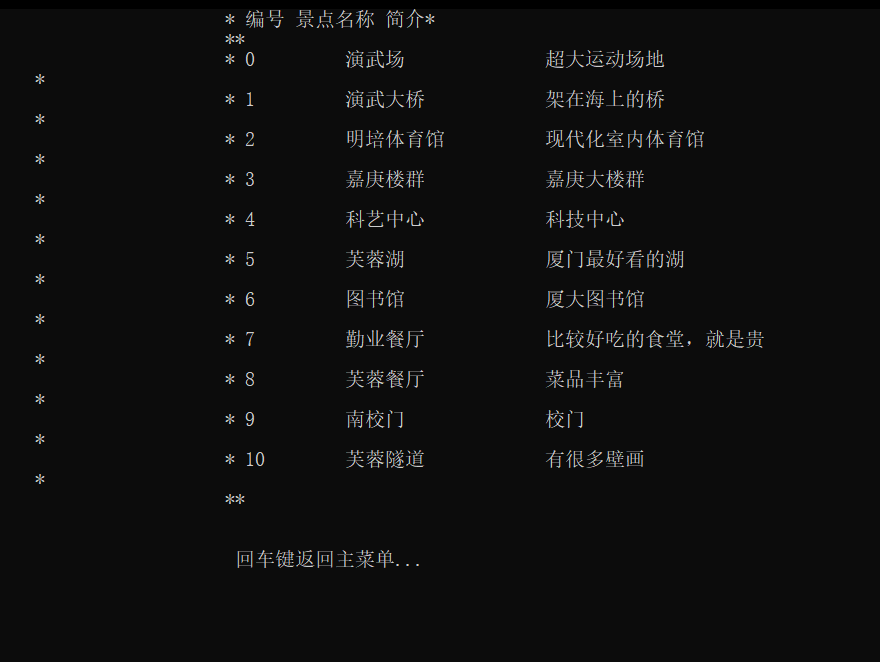 * 编号 景点名称 简介*
**
* 0 演武场 超大运动场地
*
* 1 演武大桥 架在海上的桥
*
* 2 明培体育馆 现代化室内体育馆
*
* 3 嘉庚楼群 嘉庚大楼群
*
* 4 科艺中心 科技中心
*
* 5 芙蓉湖 厦门最好看的湖
*
* 6 图书馆 厦大图书馆
*
* 7 勤业餐厅 比较好吃的食堂，就是贵
*
* 8 芙蓉餐厅 菜品丰富
*
* 9 南校门 校门
*
* 10 芙蓉隧道 有很多壁画
*
**
回车键返回主菜单...